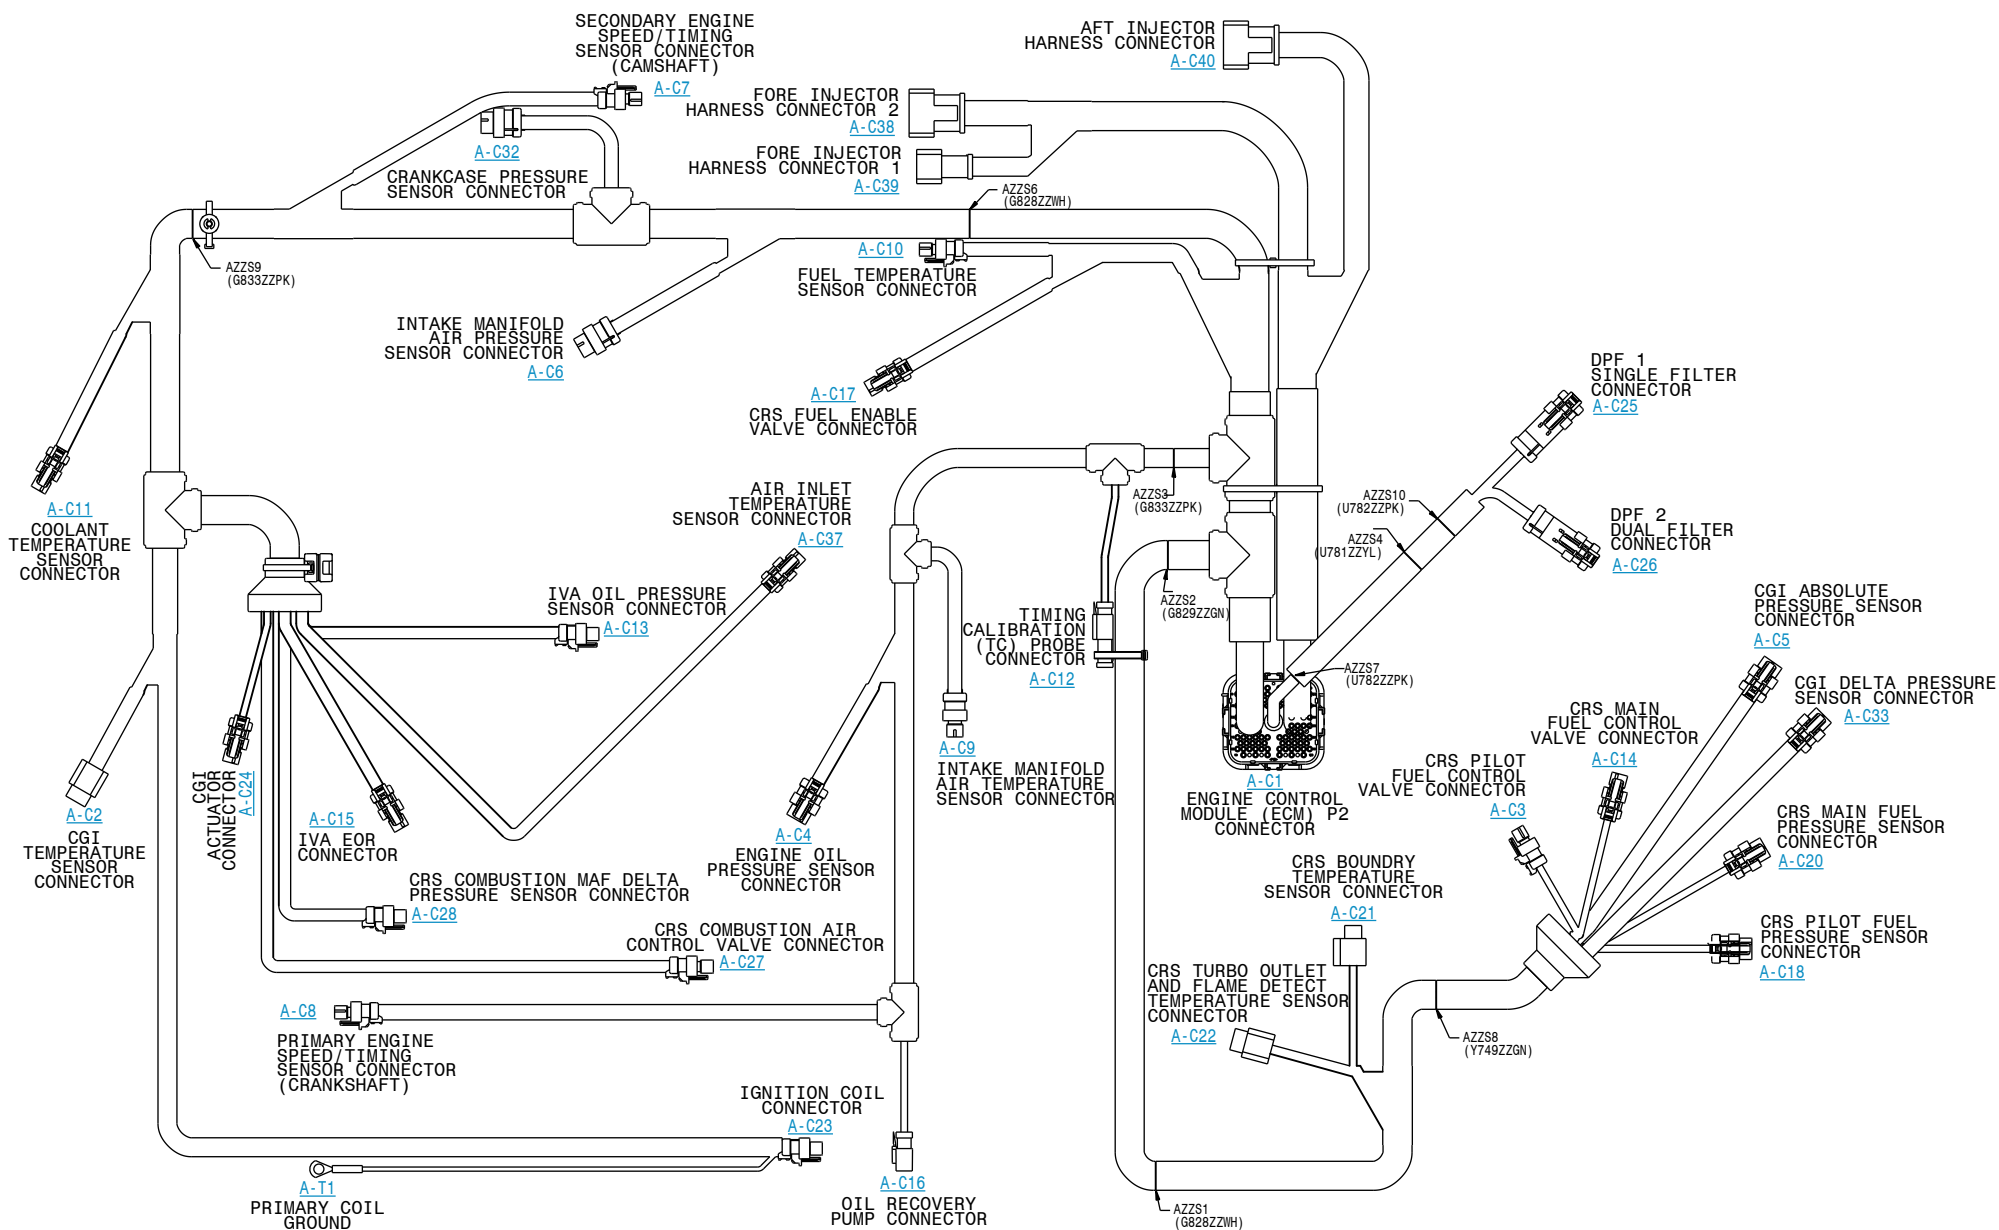 SECONDARY ENGINE
SPEED/TIMING
SENSOR CONNECTOR
(CAMSHAFT)
A-C7
AFT INJECTOR
HARNESS CONNECTOR
A-C40
FORE INJECTOR
HARNESS CONNECTOR 2
A-C38
FORE INJECTOR
HARNESS CONNECTOR 1
A-C39
A-C32
CRANKCASE PRESSURE
SENSOR CONNECTOR
AZZS6
(G828ZZWH)
AZZS9
(G833ZZPK)
A-C10
FUEL TEMPERATURE
SENSOR CONNECTOR
INTAKE MANIFOLD
AIR PRESSURE
SENSOR CONNECTOR
A-C6
A-C17
CRS FUEL ENABLE
VALVE CONNECTOR
DPF 1
SINGLE FILTER
CONNECTOR
A-C25
A-C11
COOLANT
TEMPERATURE
SENSOR
CONNECTOR
AIR INLET
TEMPERATURE
SENSOR CONNECTOR
A-C37
AZZS3
(G833ZZPK)
AZZS10
(U782ZZPK)
AZZS4
(U781ZZYL)
DPF 2
DUAL FILTER
CONNECTOR
A-C26
IVA OIL PRESSURE
SENSOR CONNECTOR
A-C13
AZZS2
(G829ZZGN)
TIMING
CALIBRATION
(TC) PROBE
CONNECTOR
A-C12
CGI ABSOLUTE
PRESSURE SENSOR
CONNECTOR
A-C5
AZZS7
(U782ZZPK)
CGI DELTA PRESSURE
SENSOR CONNECTOR
A-C33
CRS MAIN
FUEL CONTROL
VALVE CONNECTOR
A-C14
CRS PILOT
FUEL CONTROL
VALVE CONNECTOR
A-C3
A-C9
INTAKE MANIFOLD
AIR TEMPERATURE
SENSOR CONNECTOR
A-C1
ENGINE CONTROL
MODULE (ECM) P2
CONNECTOR
A-C2
CGI
TEMPERATURE
SENSOR
CONNECTOR
CGI
ACTUATOR
CONNECTOR
A-C24
A-C15
IVA EOR
CONNECTOR
A-C4
ENGINE OIL
PRESSURE SENSOR
CONNECTOR
CRS MAIN FUEL
PRESSURE SENSOR
CONNECTOR
A-C20
CRS BOUNDRY
TEMPERATURE
SENSOR CONNECTOR
A-C21
CRS COMBUSTION MAF DELTA
PRESSURE SENSOR CONNECTOR
A-C28
CRS COMBUSTION AIR
CONTROL VALVE CONNECTOR
A-C27
CRS PILOT FUEL
PRESSURE SENSOR
CONNECTOR
A-C18
CRS TURBO OUTLET
AND FLAME DETECT
TEMPERATURE SENSOR
CONNECTOR
A-C22
A-C8
PRIMARY ENGINE
SPEED/TIMING
SENSOR CONNECTOR
(CRANKSHAFT)
AZZS8
(Y749ZZGN)
IGNITION COIL
CONNECTOR
A-C23
A-T1
PRIMARY COIL
GROUND
A-C16
OIL RECOVERY
PUMP CONNECTOR
AZZS1
(G828ZZWH)